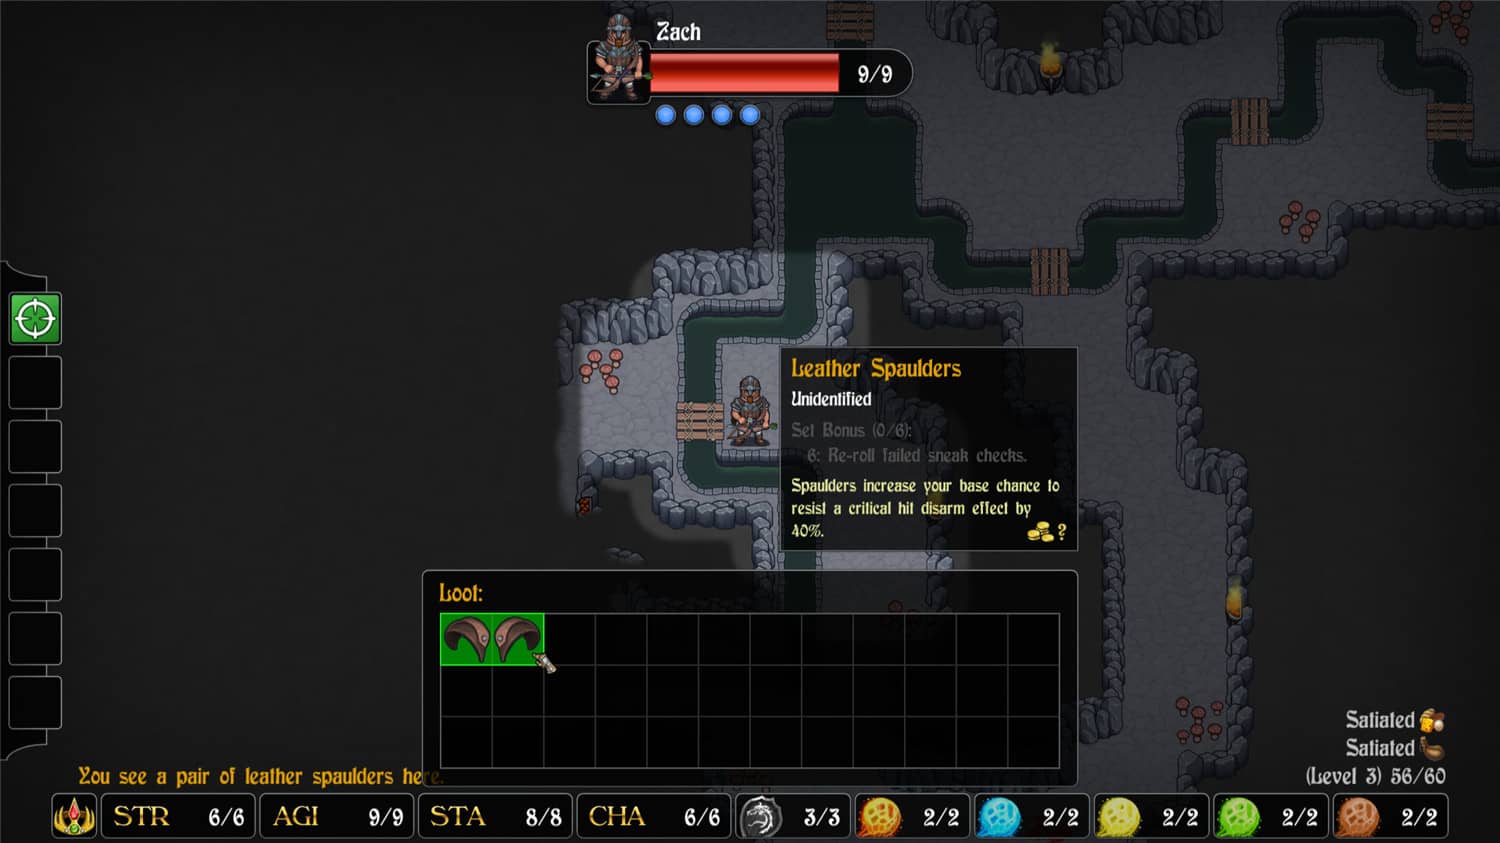 Zach
9/9
Leather Spaulders
Unidentified
Set Bonus (0/6):
6: Re-roll failed sneak checks.
Spaulders increase your base chance to
resist a critical hit disarm effect by
40%.
?
Loot:
Satiated
Satiated
(Level 3) 56/60
You see a pair of leather spaulders here.
STR 6/6 AGI 9/9 STA 8/8 CHA 6/6 3/3 2/2 2/2 2/2 2/2 2/2